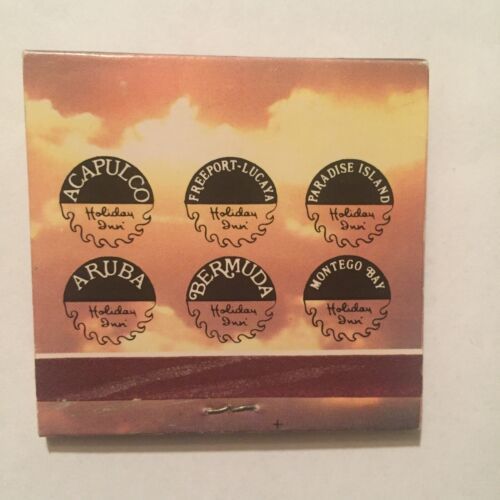 ACAPULCO
Holiday
Inn
FREEPORT-LUCAYA
Holiday
Inn
PARADISE ISLAND
Holiday
Inn
ARUBA
Holiday
Inn
BERMUDA
Holiday
Inn
MONTEGO BAY
Holiday
Inn